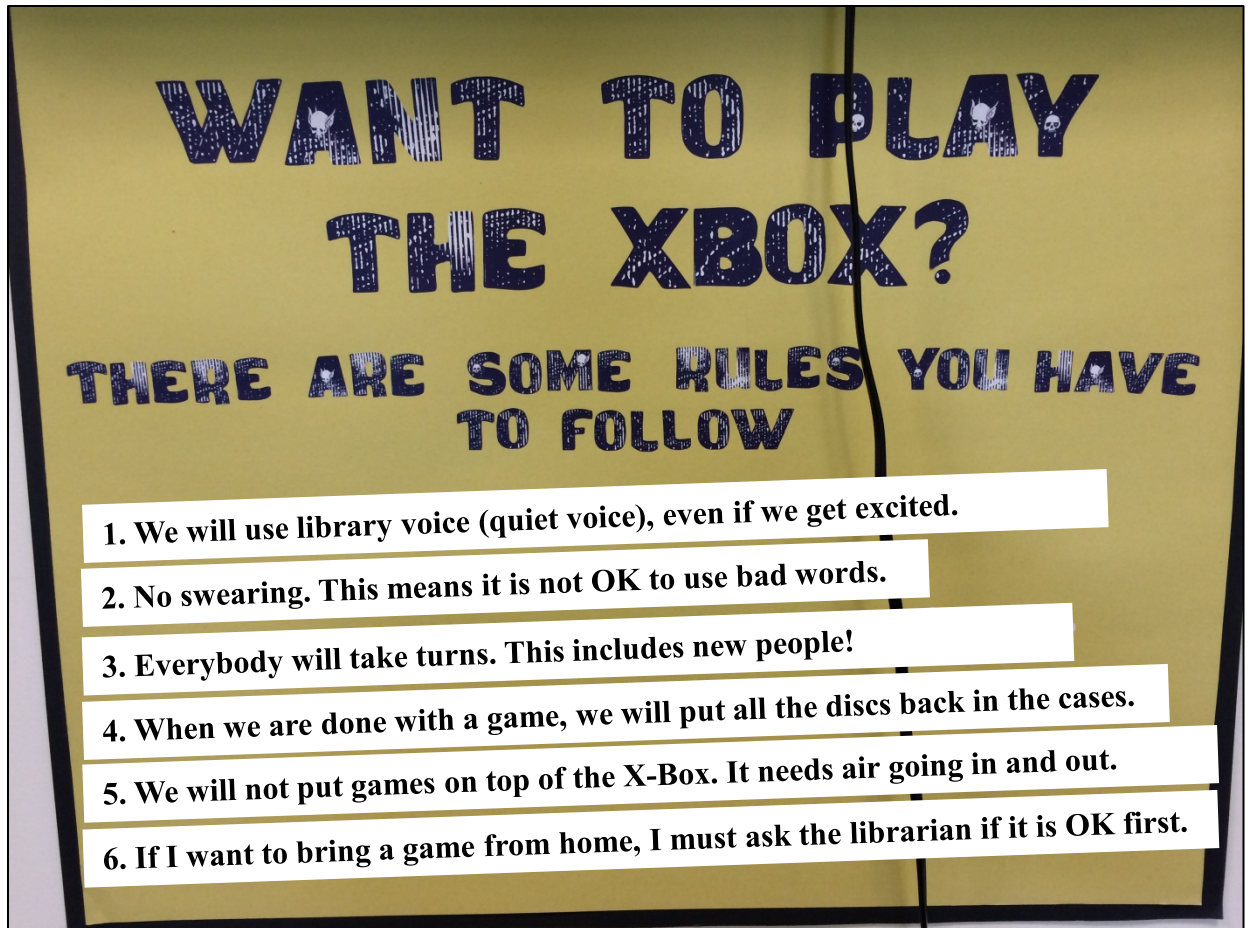 WANT TO PLAY
THE XBOX?
THERE ARE SOME RULES YOU HAVE
TO FOLLOW
1. We will use library voice (quiet voice), even if we get excited.
2. No swearing. This means it is not OK to use bad words.
3. Everybody will take turns. This includes new people!
4. When we are done with a game, we will put all the discs back in the cases.
5. We will not put games on top of the X-Box. It needs air going in and out.
6. If I want to bring a game from home, I must ask the librarian if it is OK first.